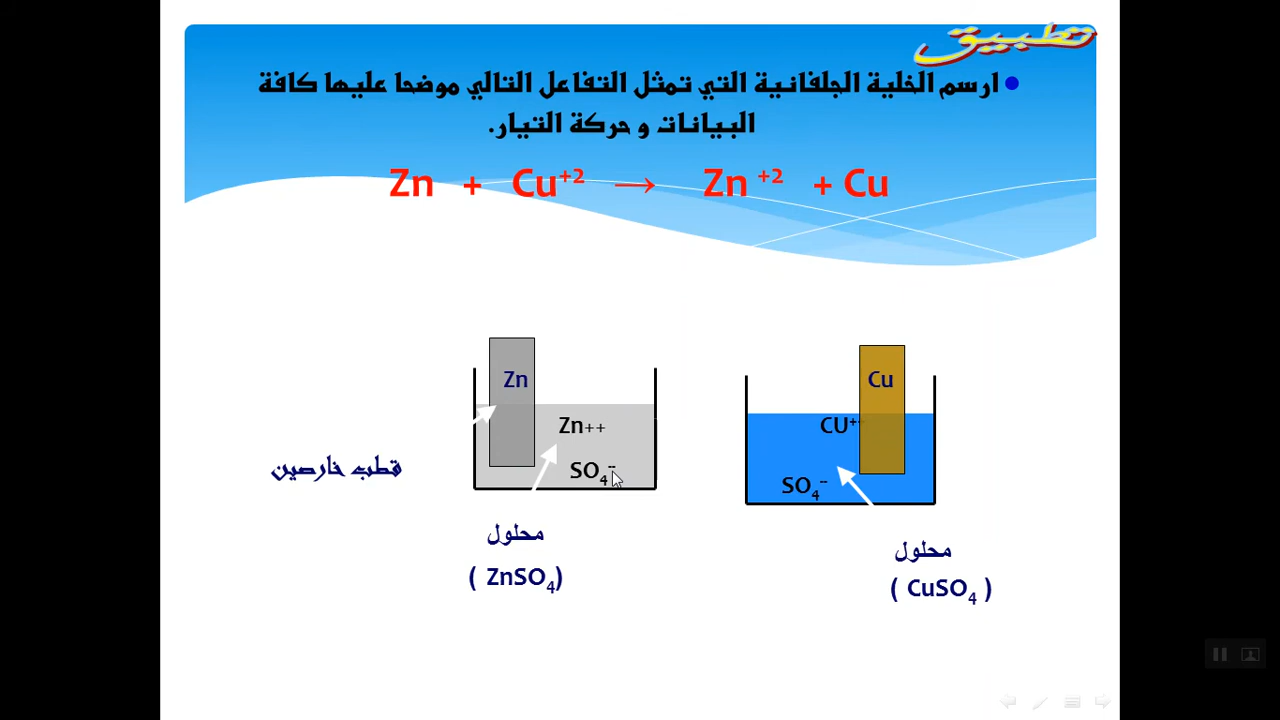 تطبيق
• ارسم الخلية الجلفانية التي تمثل التفاعل التالي موضحا عليها كافة
البيانات و حركة التيار.
Zn + Cu⁺² → Zn ⁺² + Cu
Zn
Cu
Zn++
CU⁺⁺
SO₄⁻
SO₄⁻
قطب خارصين
محلول
( ZnSO₄)
محلول
( CuSO₄ )